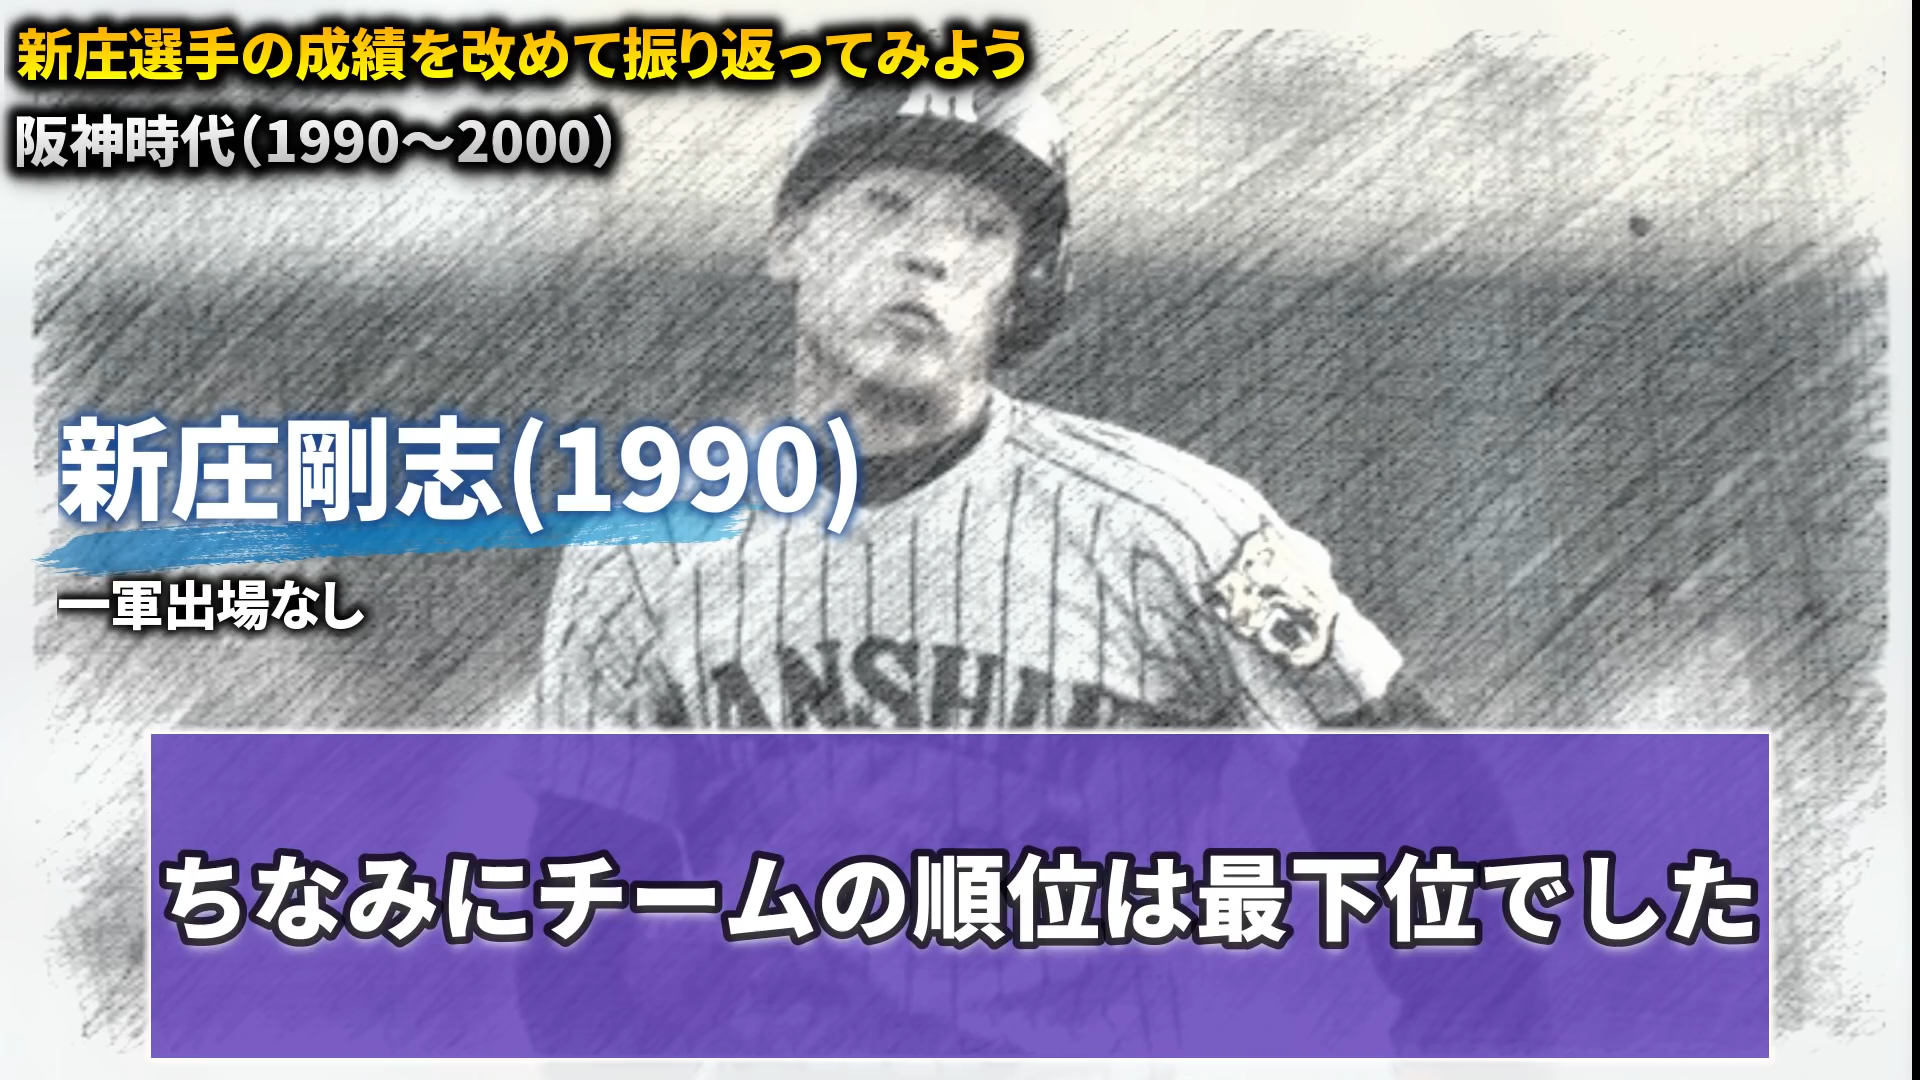 新庄選手の成績を改めて振り返ってみよう
阪神時代(1990～2000)
新庄剛志(1990)
一軍出場なし
HANSHIN
ちなみにチームの順位は最下位でした